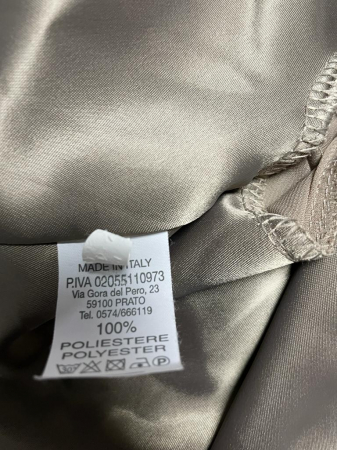 MADE IN ITALY
P.IVA 02055110973
Via Gora del Pero, 23
59100 PRATO
Tel. 0574/666119
100%
POLIESTERE
POLYESTER